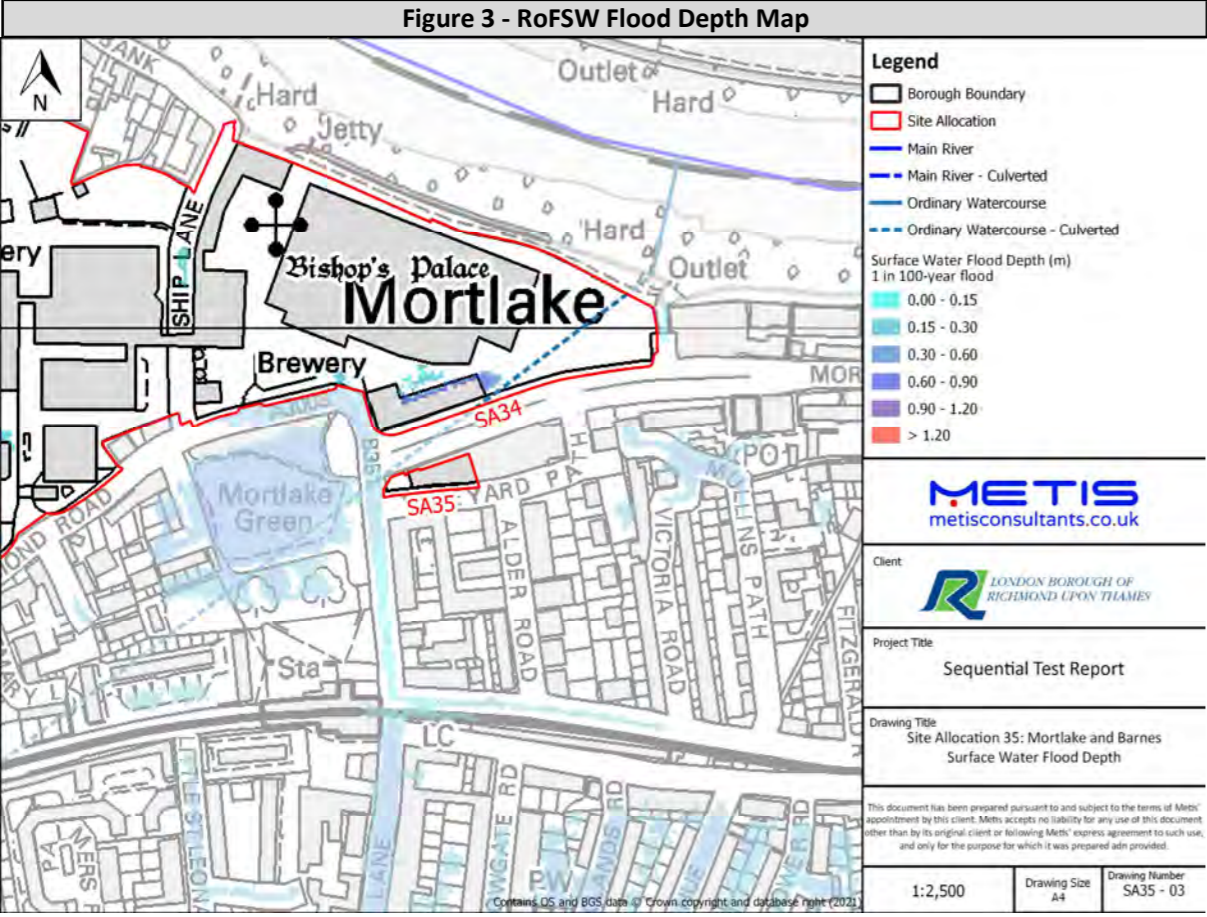 Figure 3 - RoFSW Flood Depth Map
N
BANK
Hard
Jetty
Outlet
Hard
SHIP LANE
Bishop's Palace
Mortlake
Brewery
ery
Hard
Outlet
A3003
SA34
MOR
B35
Mortlake
Green
SA35
YARD PATH
PO
MULLINS PATH
ALDER ROAD
VICTORIA ROAD
OND ROAD
MARY L
Sta
LC
LANE
PW
Contains OS and BGS data © Crown copyright and database right (2021)
Legend
Borough Boundary
Site Allocation
Main River
Main River - Culverted
Ordinary Watercourse
Ordinary Watercourse - Culverted
Surface Water Flood Depth (m)
1 in 100-year flood
0.00 - 0.15
0.15 - 0.30
0.30 - 0.60
0.60 - 0.90
0.90 - 1.20
> 1.20
METIS
metisconsultants.co.uk
Client
LONDON BOROUGH OF
RICHMOND UPON THAMES
Project Title
Sequential Test Report
Drawing Title
Site Allocation 35: Mortlake and Barnes
Surface Water Flood Depth
This document has been prepared pursuant to and subject to the terms of Metis'
appointment by this client. Metis accepts no liability for any use of this document
other than by its original client or following Metis' express agreement to such use,
and only for the purpose for which it was prepared adn provided.
1:2,500
Drawing Size
A4
Drawing Number
SA35 - 03